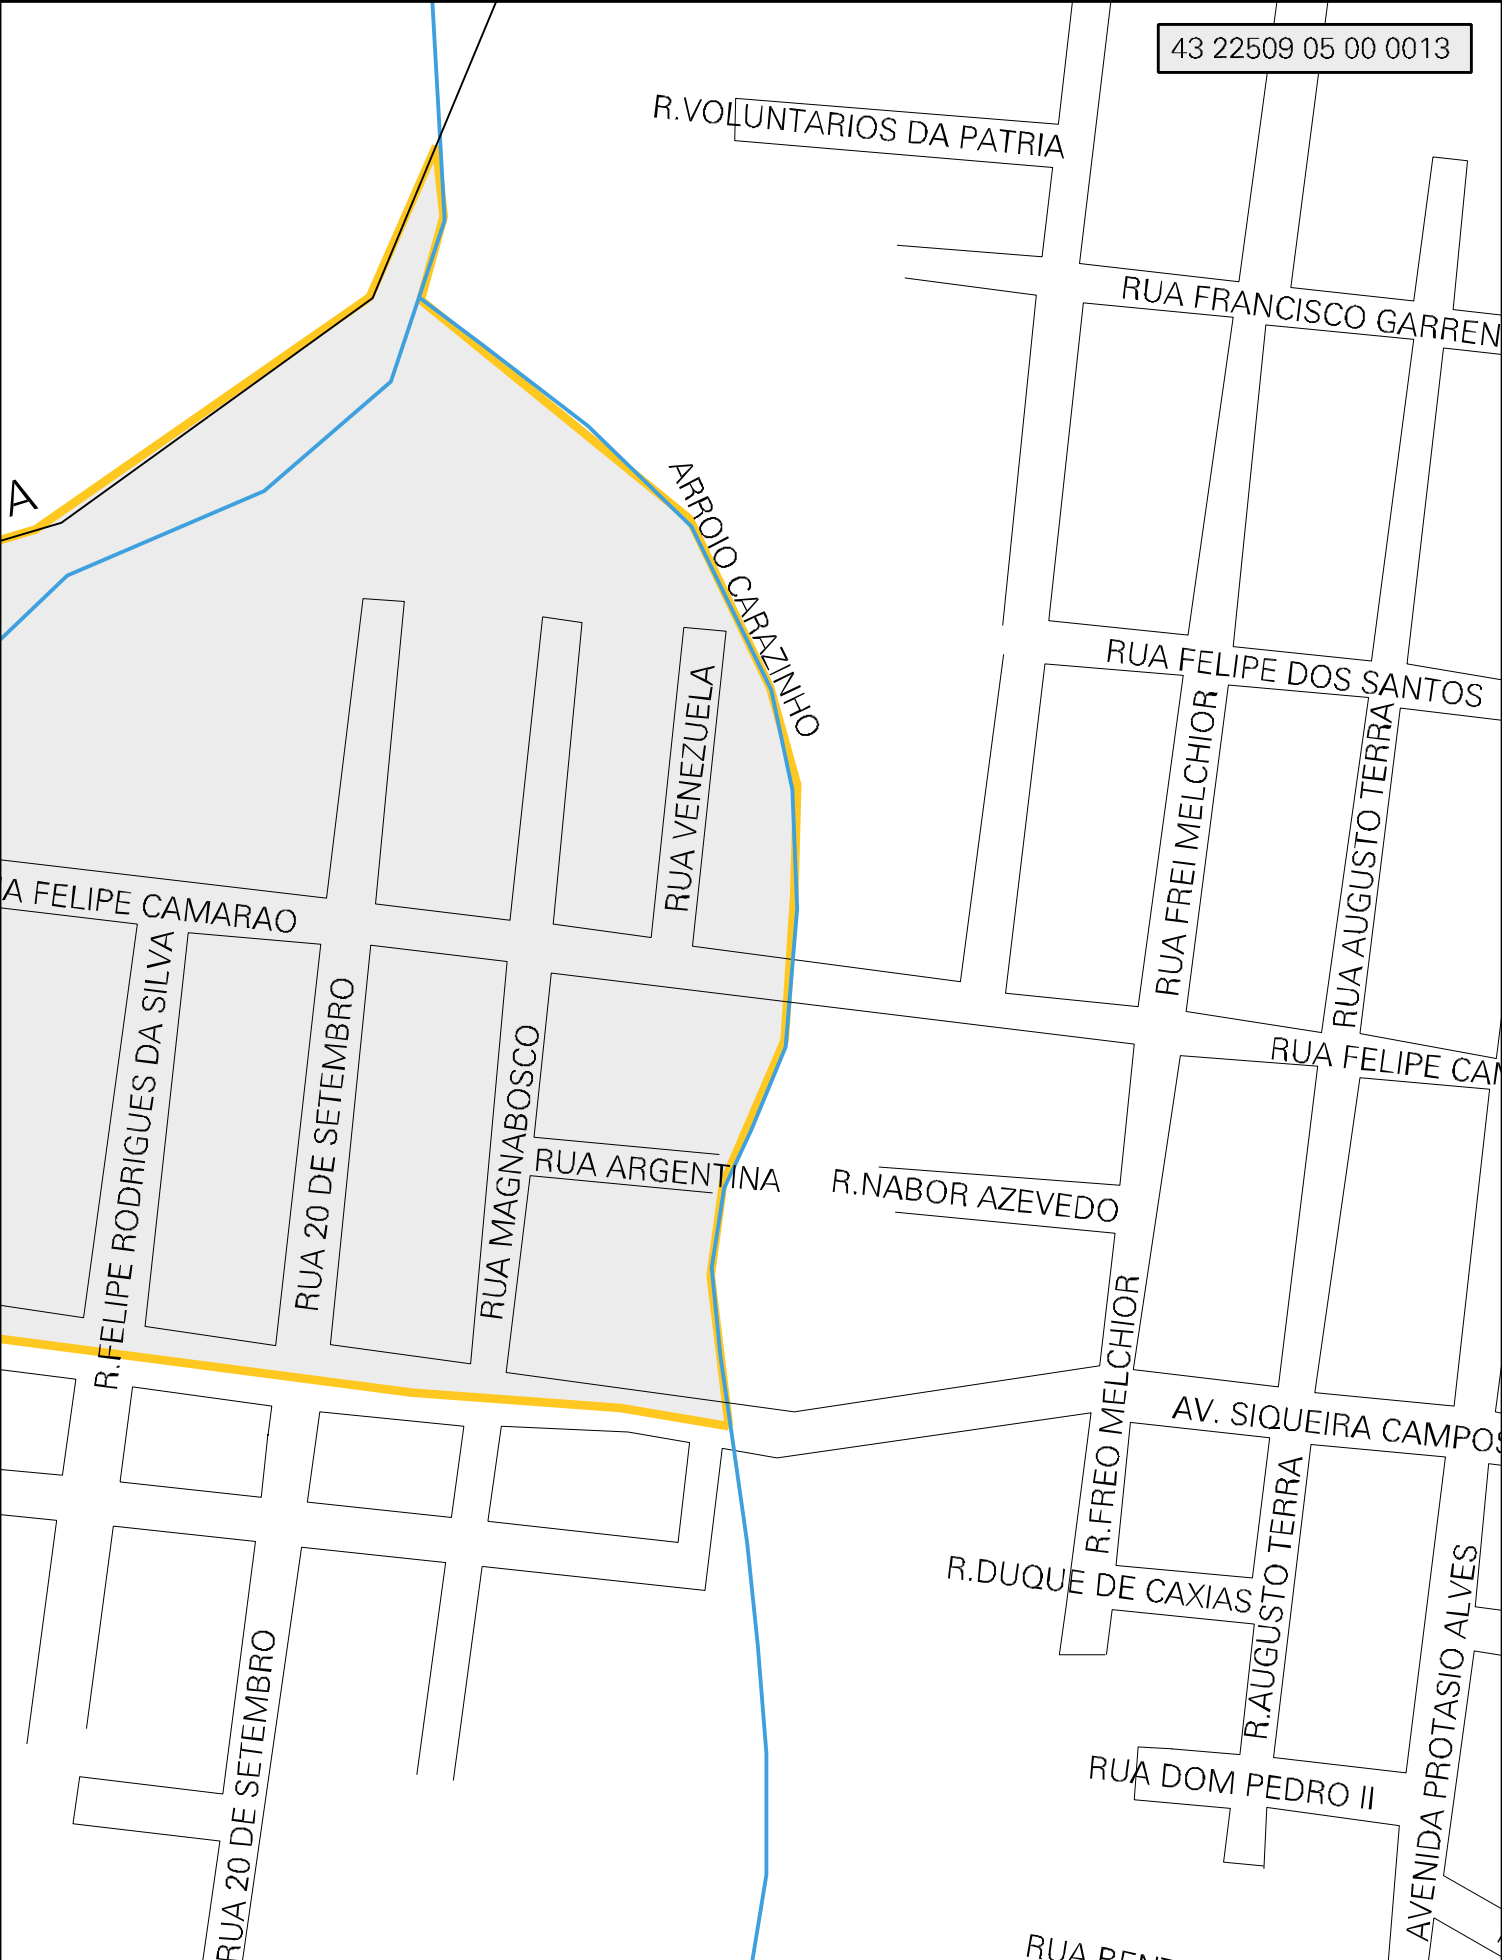 43 22509 05 00 0013
R.VOLUNTARIOS DA PATRIA
RUA FRANCISCO GARREN
A
ARROIO CARAZINHO
RUA FELIPE DOS SANTOS
RUA VENEZUELA
RUA FREI MELCHIOR
RUA AUGUSTO TERRA
A FELIPE CAMARAO
R.FELIPE RODRIGUES DA SILVA
RUA 20 DE SETEMBRO
RUA MAGNABOSCO
RUA FELIPE CAM
RUA ARGENTINA
R.NABOR AZEVEDO
R.FREO MELCHIOR
AV. SIQUEIRA CAMPOS
R.DUQUE DE CAXIAS
R.AUGUSTO TERRA
AVENIDA PROTASIO ALVES
RUA 20 DE SETEMBRO
RUA DOM PEDRO II
RUA BENT